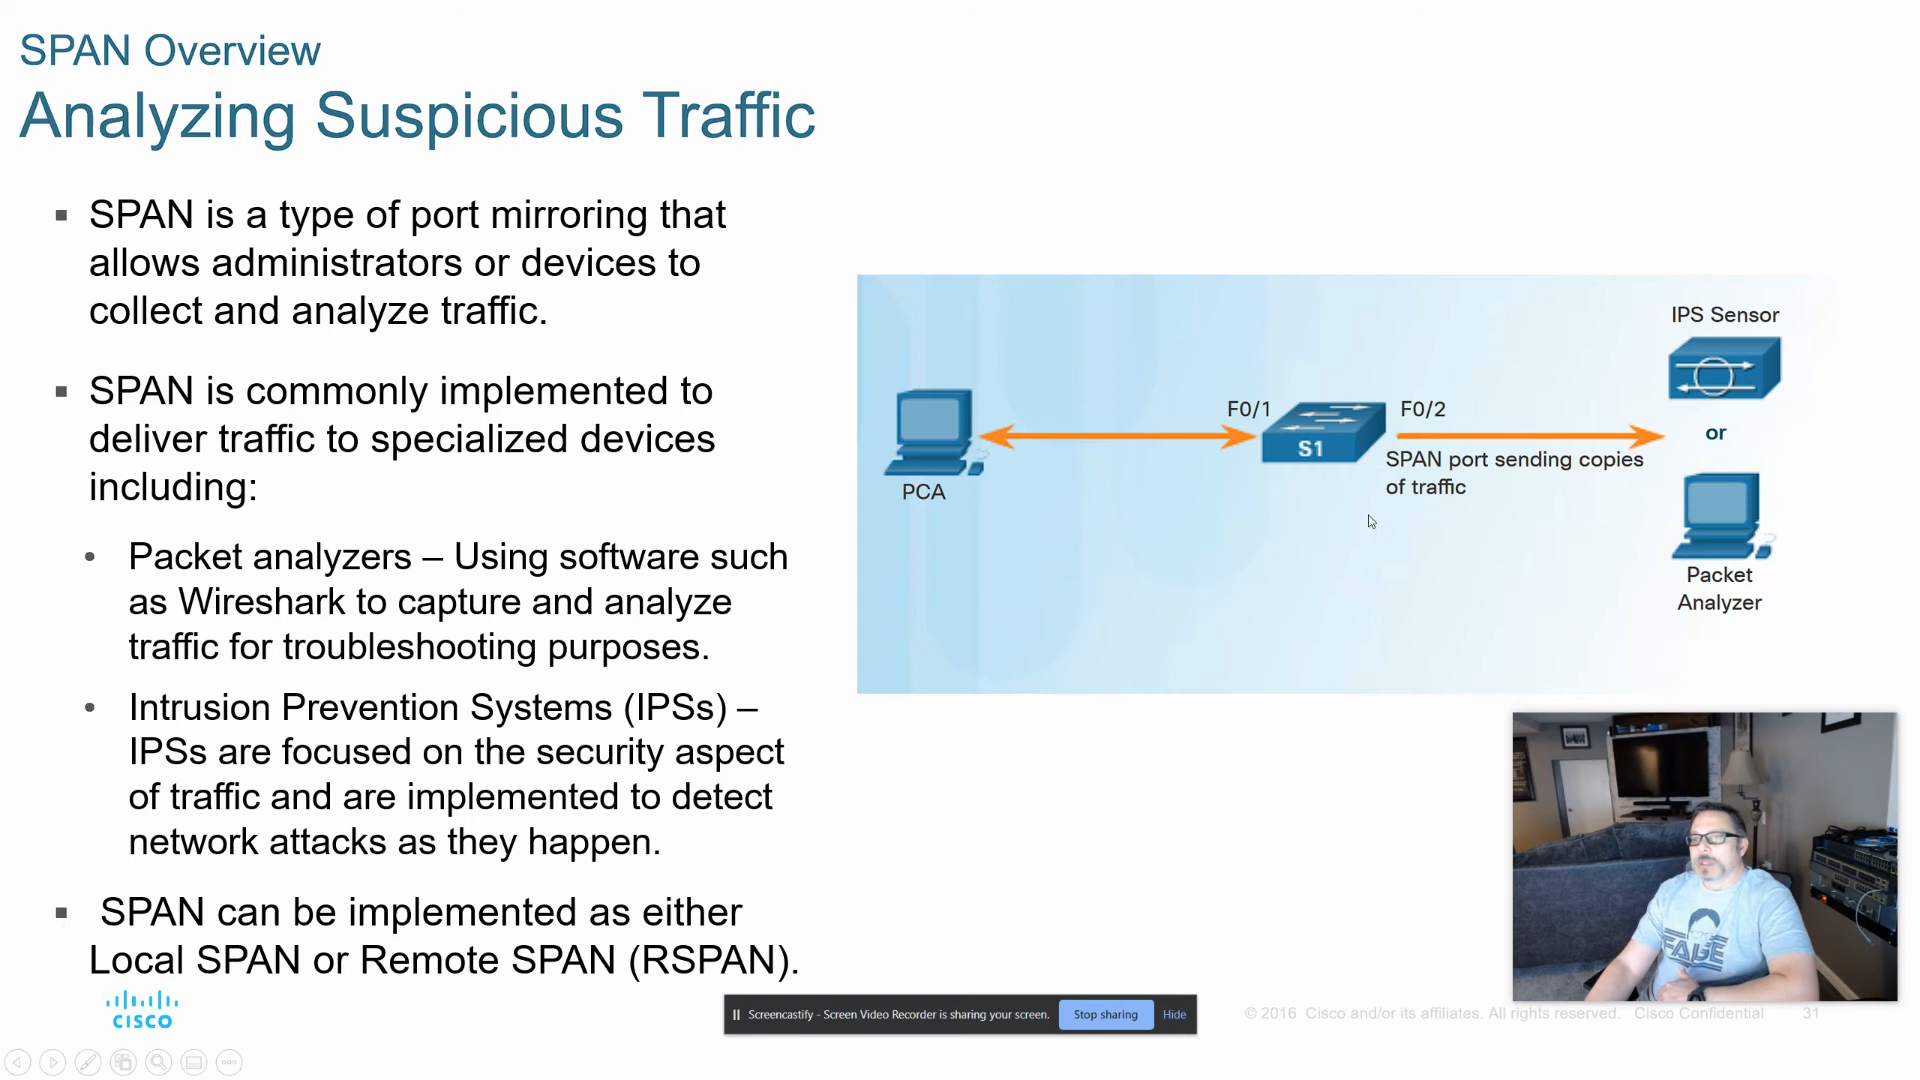 SPAN Overview
Analyzing Suspicious Traffic
SPAN is a type of port mirroring that
allows administrators or devices to
collect and analyze traffic.
SPAN is commonly implemented to
deliver traffic to specialized devices
including:
Packet analyzers – Using software such
as Wireshark to capture and analyze
traffic for troubleshooting purposes.
Intrusion Prevention Systems (IPSs) –
IPSs are focused on the security aspect
of traffic and are implemented to detect
network attacks as they happen.
SPAN can be implemented as either
Local SPAN or Remote SPAN (RSPAN).
PCA
F0/1
S1
F0/2
SPAN port sending copies
of traffic
IPS Sensor
or
Packet
Analyzer
CISCO
Screencastify - Screen Video Recorder is sharing your screen.
Stop sharing
Hide
© 2016 Cisco and/or its affiliates. All rights reserved. Cisco Confidential
31